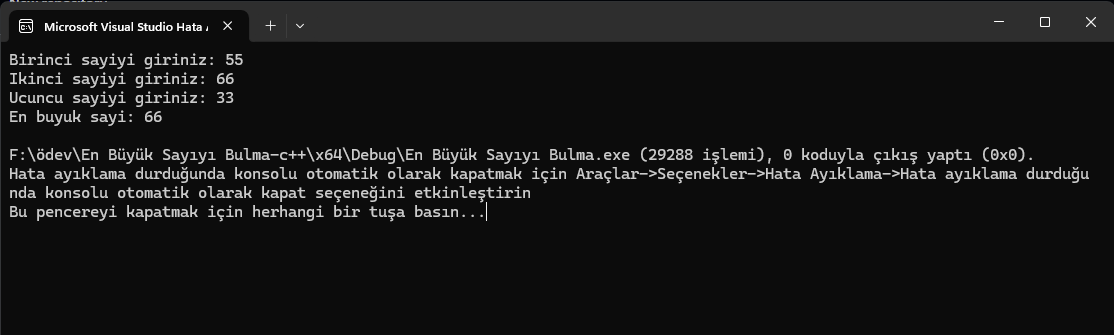 Microsoft Visual Studio Hata A
Birinci sayiyi giriniz: 55
Ikinci sayiyi giriniz: 66
Ucuncu sayiyi giriniz: 33
En buyuk sayi: 66
F:\ödev\En Büyük Sayıyı Bulma-c++\x64\Debug\En Büyük Sayıyı Bulma.exe (29288 işlemi), 0 koduyla çıkış yaptı (0x0).
Hata ayıklama durduğunda konsolu otomatik olarak kapatmak için Araçlar->Seçenekler->Hata Ayıklama->Hata ayıklama durduğu
nda konsolu otomatik olarak kapat seçeneğini etkinleştirin
Bu pencereyi kapatmak için herhangi bir tuşa basın...